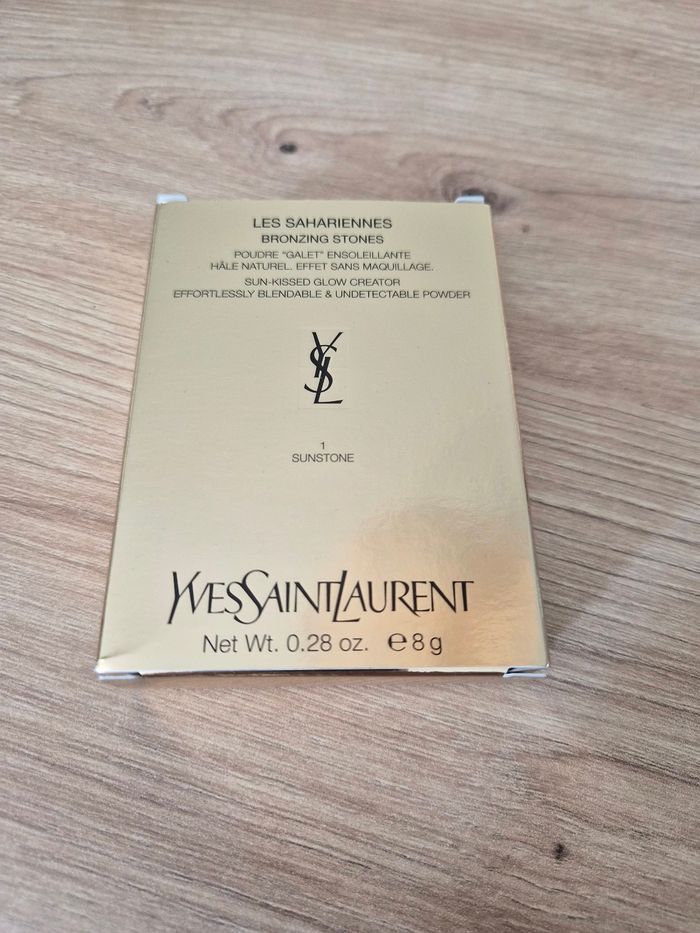 LES SAHARIENNES
BRONZING STONES
POUDRE "GALET" ENSOLEILLANTE
HÂLE NATUREL. EFFET SANS MAQUILLAGE.
SUN-KISSED GLOW CREATOR
EFFORTLESSLY BLENDABLE & UNDETECTABLE POWDER
YSL
1
SUNSTONE
YVESSAINTLAURENT
Net Wt. 0.28 oz. ℮8g